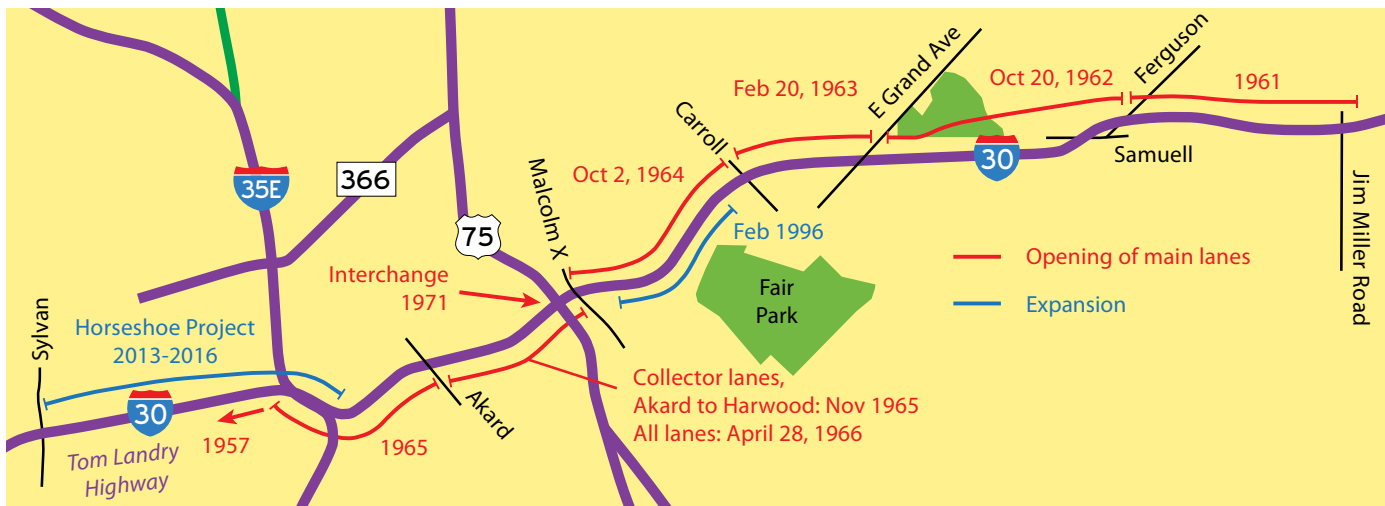 Feb 20, 1963
E Grand Ave
Oct 20, 1962
Ferguson
1961
Carroll
35E
366
Oct 2, 1964
30
Samuell
Malcolm X
75
Feb 1996
Jim Miller Road
Interchange
1971
Opening of main lanes
Expansion
Fair
Park
Sylvan
Horseshoe Project
2013-2016
Akard
Collector lanes,
Akard to Harwood: Nov 1965
All lanes: April 28, 1966
30
1957
1965
Tom Landry
Highway